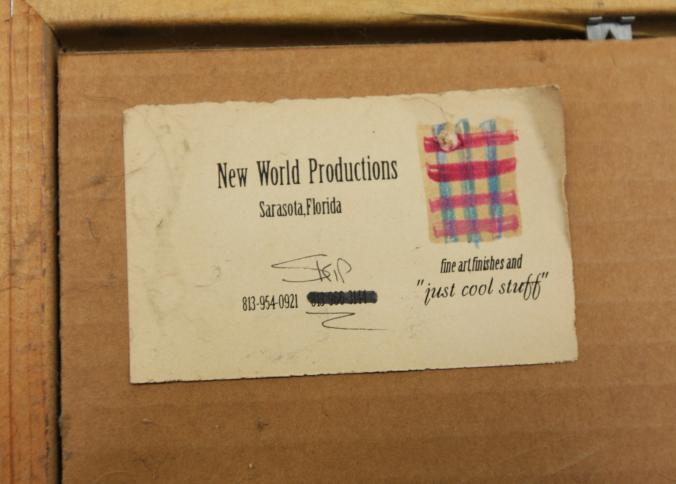 New World Productions
Sarasota, Florida
Skip
813-954-0921
fine art,finishes and
"just cool stuff"